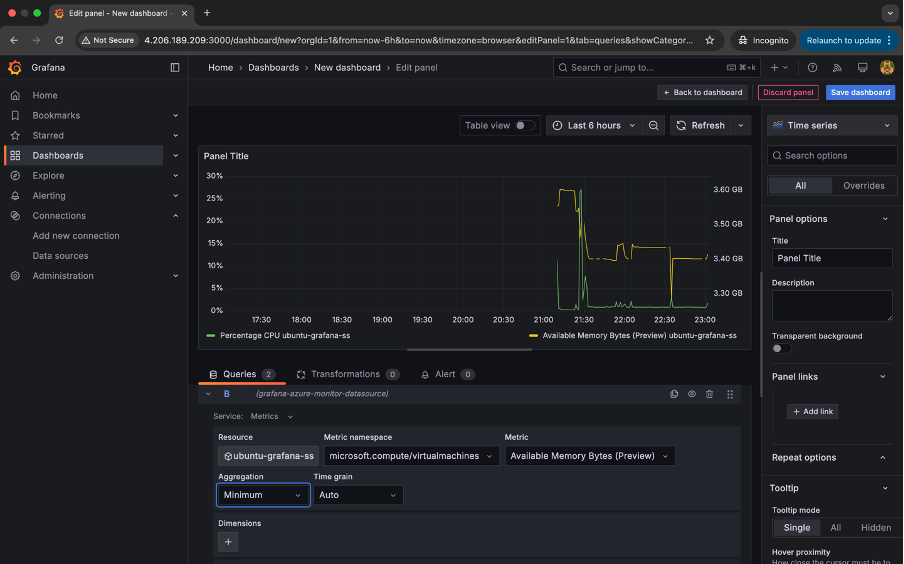 Edit panel - New dashboard -
Not Secure
4.206.189.209:3000/dashboard/new?orgId=1&from=now-6h&to=now&timezone=browser&editPanel=1&tab=queries&showCategor...
Incognito
Relaunch to update
Grafana
Home
Dashboards
New dashboard
Edit panel
Search or jump to...
⌘+k
Home
Bookmarks
Starred
Dashboards
Explore
Alerting
Connections
Add new connection
Data sources
Administration
Back to dashboard
Discard panel
Save dashboard
Table view
Last 6 hours
Refresh
Panel Title
30%
25%
20%
15%
10%
5%
0%
3.60 GB
3.50 GB
3.40 GB
3.30 GB
17:30 18:00 18:30 19:00 19:30 20:00 20:30 21:00 21:30 22:00 22:30 23:00
Percentage CPU ubuntu-grafana-ss
Available Memory Bytes (Preview) ubuntu-grafana-ss
Queries 2
Transformations 0
Alert 0
B (grafana-azure-monitor-datasource)
Service: Metrics
Resource
ubuntu-grafana-ss
Metric namespace
microsoft.compute/virtualmachines
Metric
Available Memory Bytes (Preview)
Aggregation
Minimum
Time grain
Auto
Dimensions
Time series
Search options
All
Overrides
Panel options
Title
Panel Title
Description
Transparent background
Panel links
Add link
Repeat options
Tooltip
Tooltip mode
Single
All
Hidden
Hover proximity
How close the cursor must be to